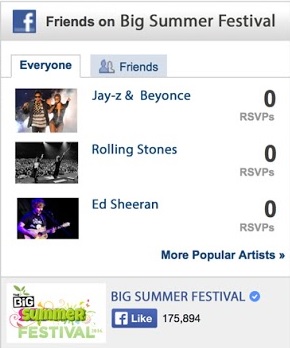 Friends on Big Summer Festival
Everyone
Friends
Jay-z & Beyonce
0
RSVPs
Rolling Stones
0
RSVPs
Ed Sheeran
0
RSVPs
More Popular Artists »
THE
BIG
summer
FESTIVAL
BIG SUMMER FESTIVAL
Like 175,894